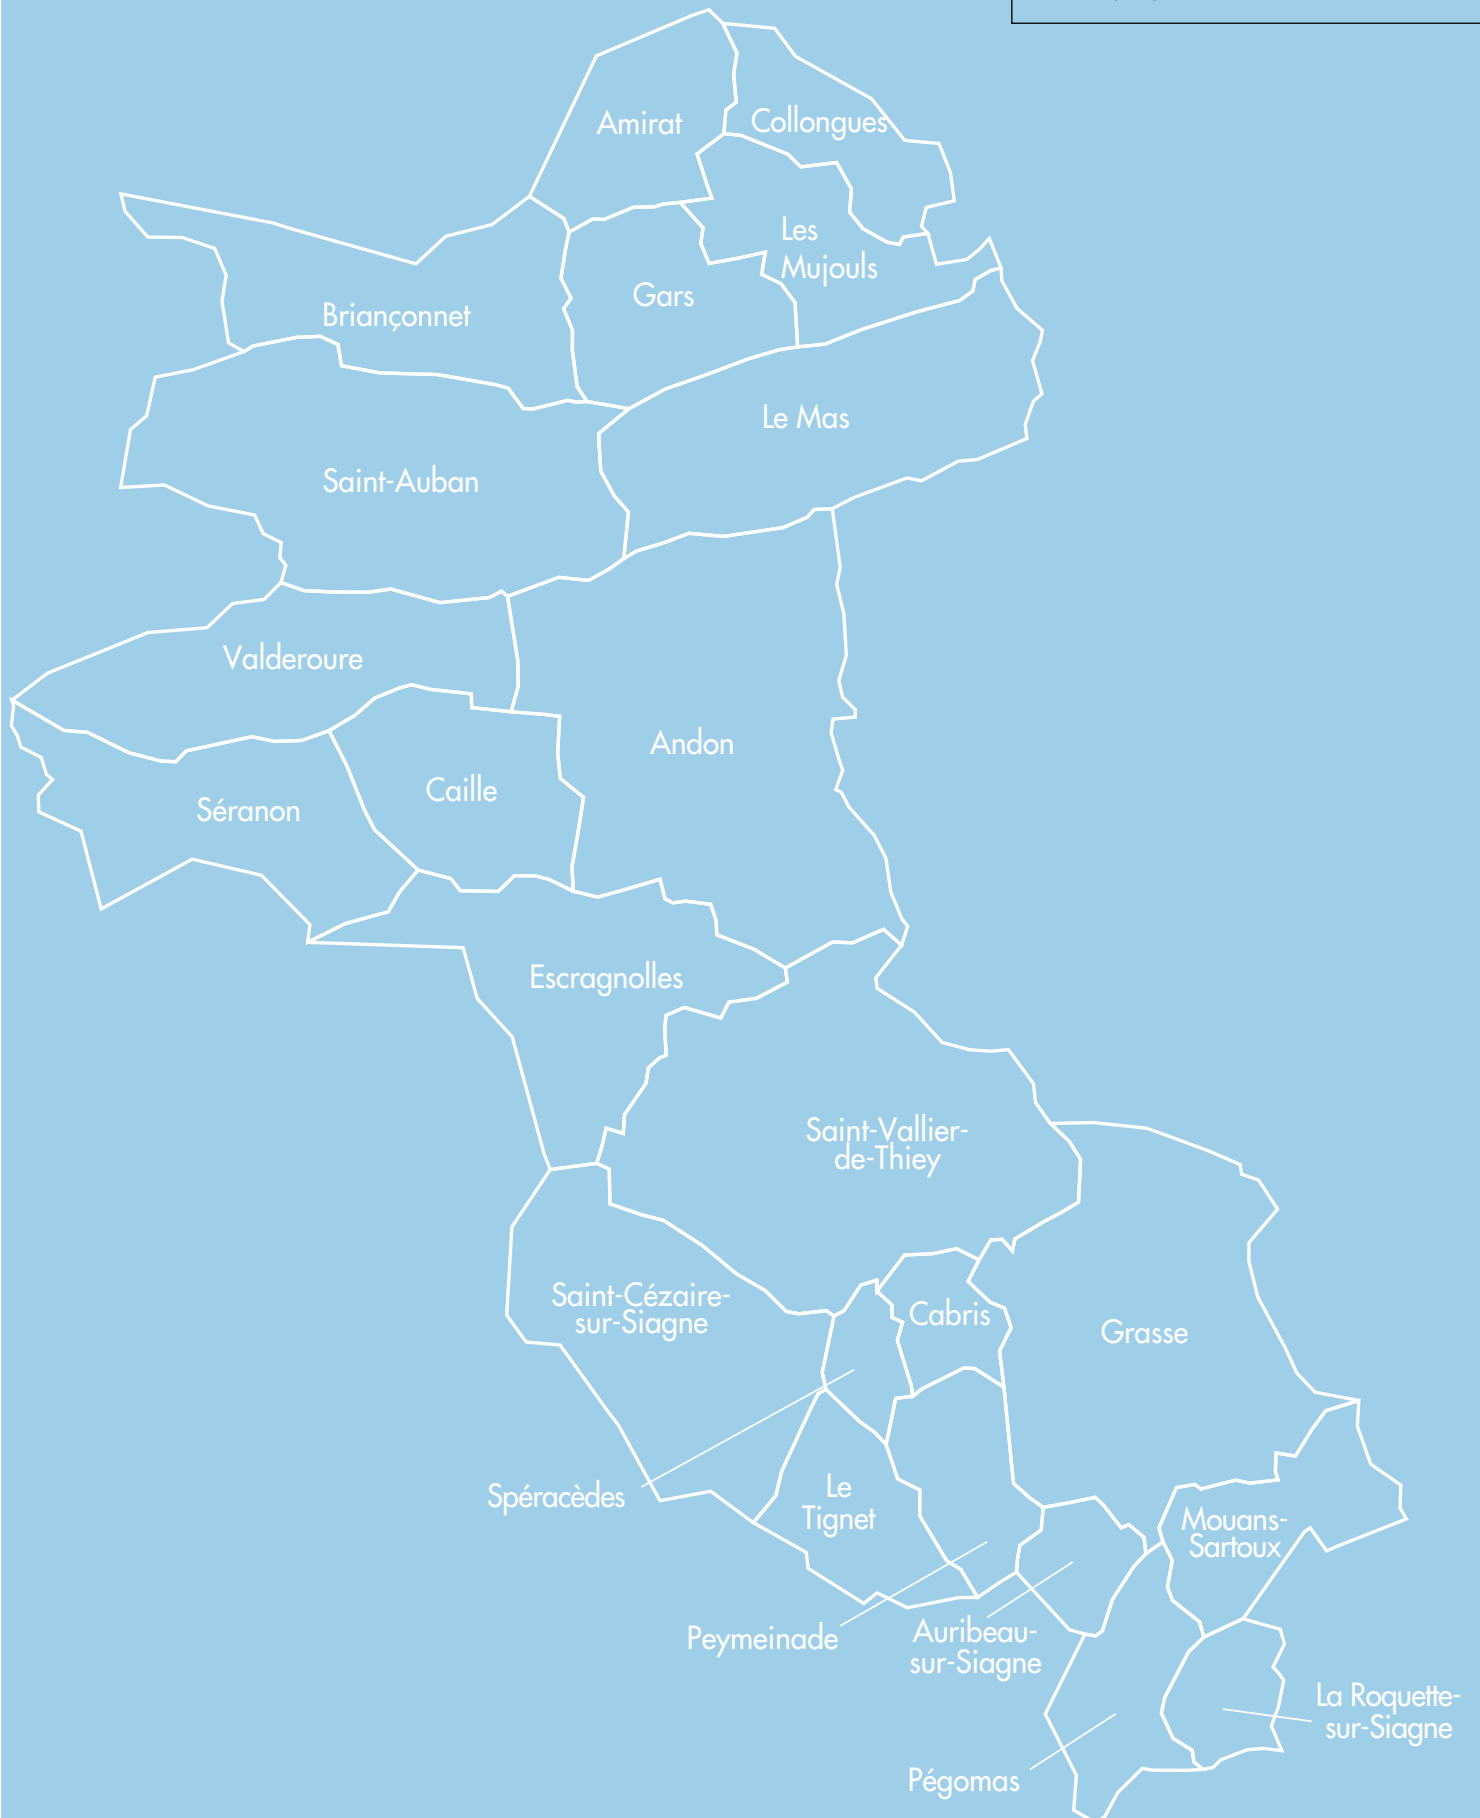 Amirat
Collongues
Les
Mujouls
Gars
Briançonnet
Le Mas
Saint-Auban
Valderoure
Andon
Caille
Séranon
Escragnolles
Saint-Vallier-
de-Thiey
Saint-Cézaire-
sur-Siagne
Cabris
Grasse
Spéracèdes
Le
Tignet
Mouans-
Sartoux
Peymeinade
Auribeau-
sur-Siagne
La Roquette-
sur-Siagne
Pégomas